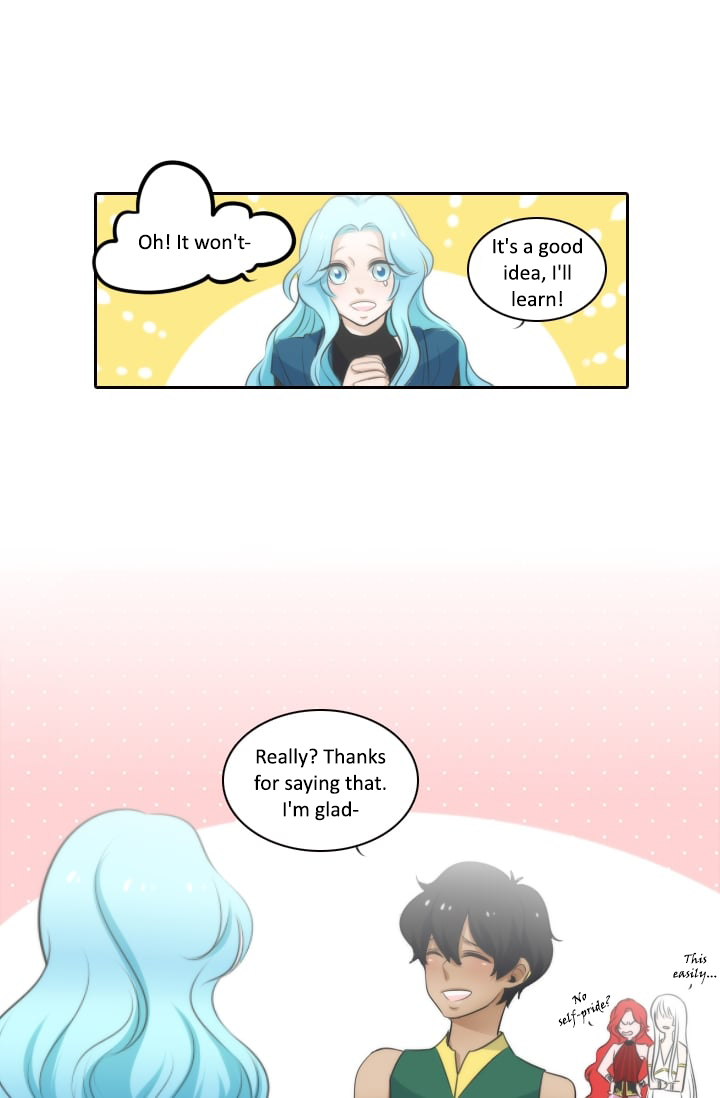 Oh! It won't-
It's a good
idea, I'll
learn!
Really? Thanks
for saying that.
I'm glad-
No
self-pride?
This
easily...